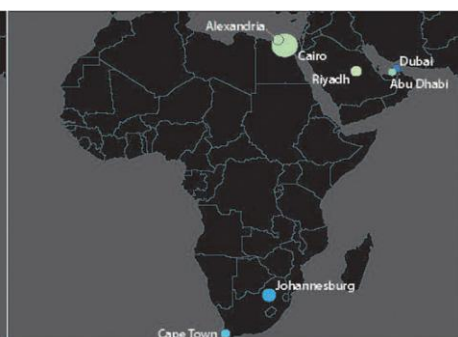 Alexandria
Cairo
Dubai
Riyadh
Abu Dhabi
Johannesburg
Cape Town